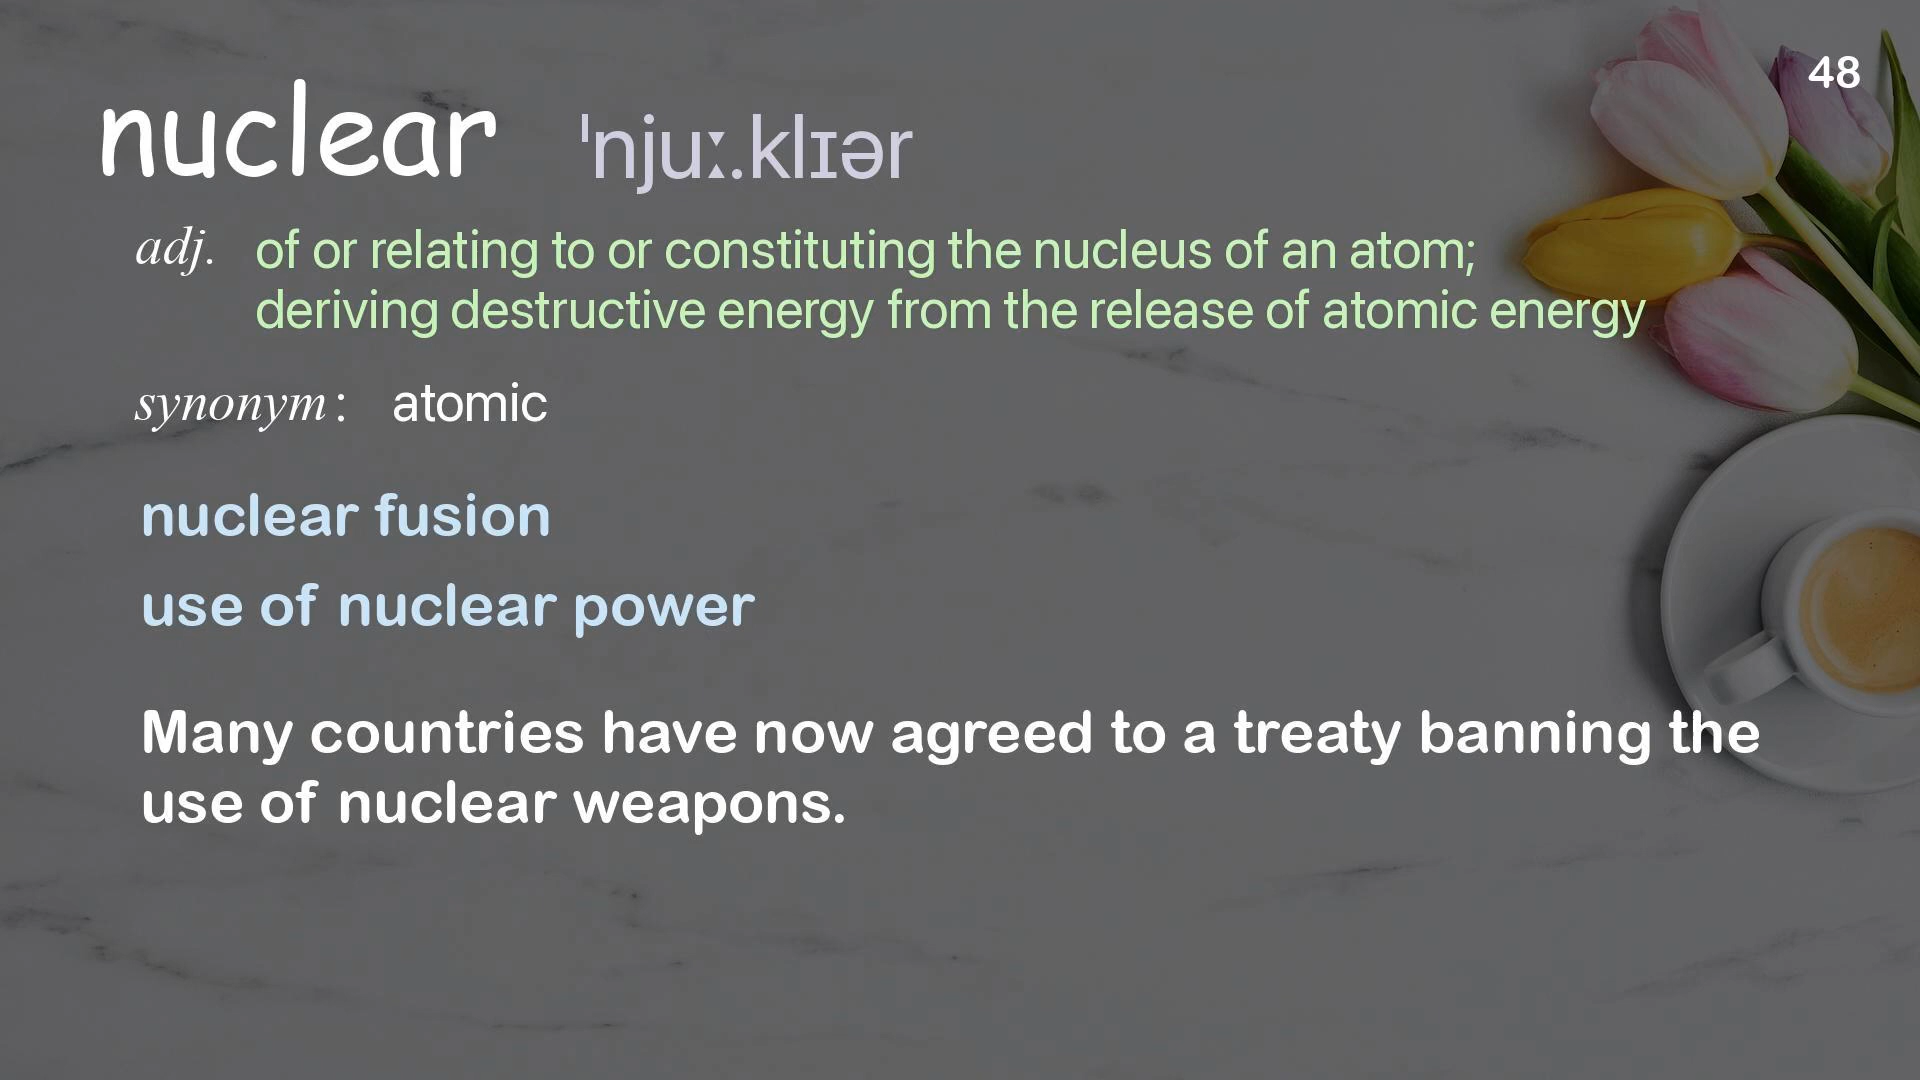 48
nuclear ˈnjuː.klɪər
adj. of or relating to or constituting the nucleus of an atom;
deriving destructive energy from the release of atomic energy
synonym: atomic
nuclear fusion
use of nuclear power
Many countries have now agreed to a treaty banning the
use of nuclear weapons.